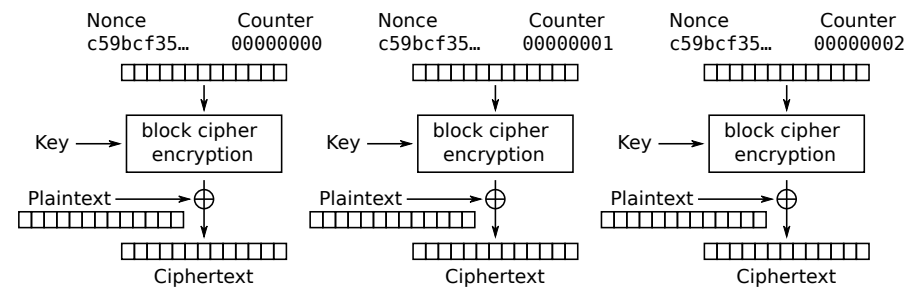 Nonce Counter Nonce Counter Nonce Counter
c59bcf35… 00000000 c59bcf35… 00000001 c59bcf35… 00000002
block cipher block cipher block cipher
Key encryption Key encryption Key encryption
Plaintext Plaintext Plaintext
Ciphertext Ciphertext Ciphertext